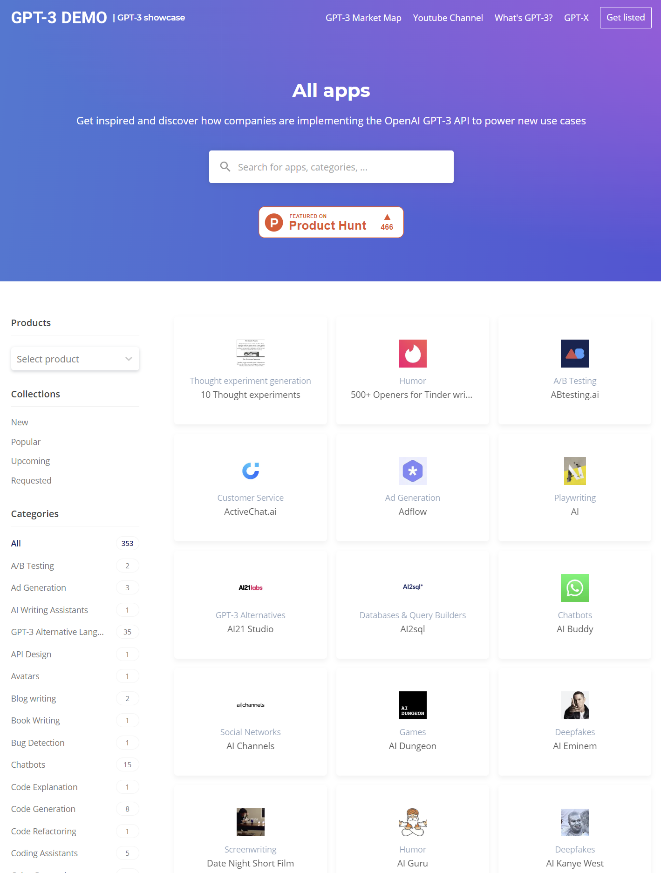 GPT-3 DEMO | GPT-3 showcase
GPT-3 Market Map Youtube Channel What's GPT-3? GPT-X Get listed
All apps
Get inspired and discover how companies are implementing the OpenAI GPT-3 API to power new use cases
Search for apps, categories, ...
P FEATURED ON
Product Hunt
466
Products
Select product
Collections
New
Popular
Upcoming
Requested
Categories
All 353
A/B Testing 2
Ad Generation 3
AI Writing Assistants 1
GPT-3 Alternative Lang... 35
API Design 1
Avatars 1
Blog writing 2
Book Writing 1
Bug Detection 1
Chatbots 15
Code Explanation 1
Code Generation 8
Code Refactoring 1
Coding Assistants 5
Thought experiment generation
10 Thought experiments
Humor
500+ Openers for Tinder wri...
AB
A/B Testing
ABtesting.ai
Customer Service
ActiveChat.ai
Ad Generation
Adflow
Playwriting
AI
AI21labs
GPT-3 Alternatives
AI21 Studio
AI2sql
Databases & Query Builders
AI2sql
Chatbots
AI Buddy
ai channels
Social Networks
AI Channels
AI
DUNGEON
Games
AI Dungeon
Deepfakes
AI Eminem
Screenwriting
Date Night Short Film
Humor
AI Guru
Deepfakes
AI Kanye West